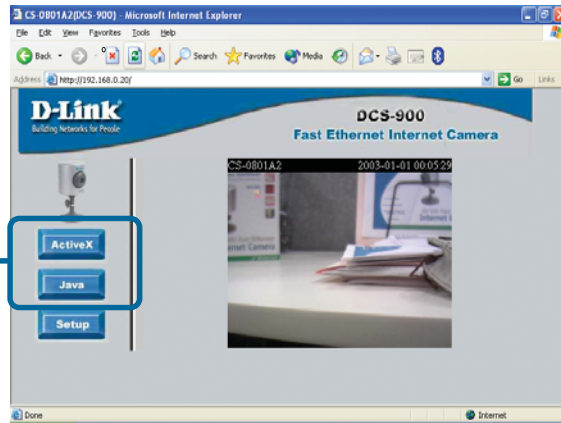 CS-0801A2(DCS-900) - Microsoft Internet Explorer
File Edit View Favorites Tools Help
Back Search Favorites Media
Address http://192.168.0.20/ Go Links
D-Link
Building Networks for People
DCS-900
Fast Ethernet Internet Camera
CS-0801A2 2003-01-01 00:05:29
Internet Camera
ActiveX
Java
Setup
Done Internet